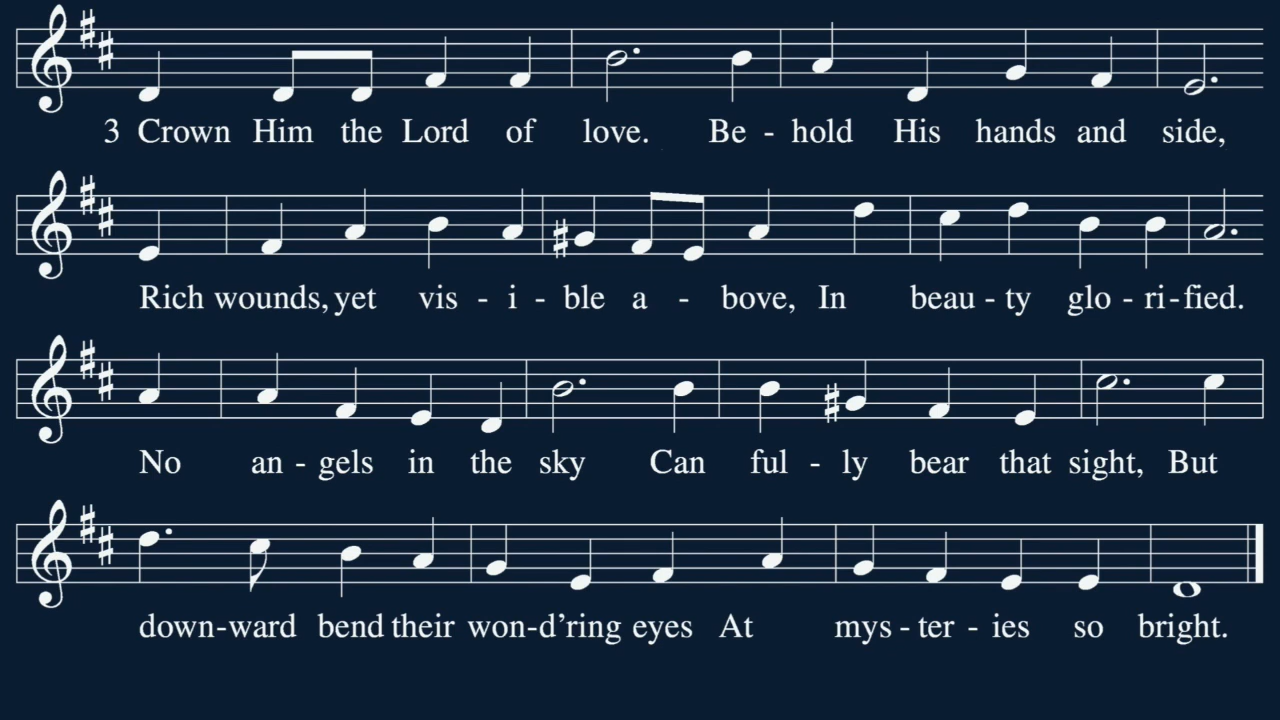 3 Crown Him the Lord of love. Be - hold His hands and side,
Rich wounds, yet vis - i - ble a - bove, In beau - ty glo - ri - fied.
No an - gels in the sky Can ful - ly bear that sight, But
down-ward bend their won-d’ring eyes At mys - ter - ies so bright.